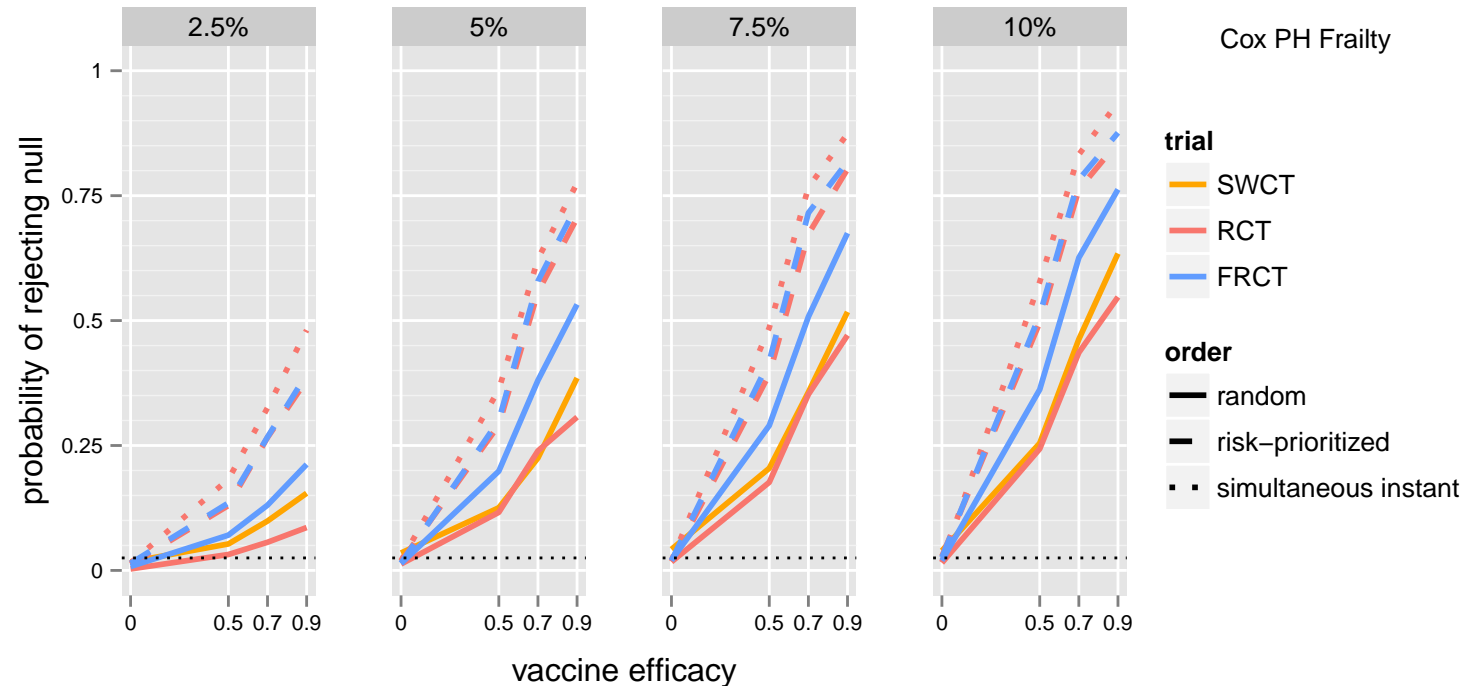 2.5%
5%
7.5%
10%
Cox PH Frailty
probability of rejecting null
1
0.75
0.5
0.25
0
0 0.5 0.7 0.9
0 0.5 0.7 0.9
0 0.5 0.7 0.9
0 0.5 0.7 0.9
vaccine efficacy
trial
SWCT
RCT
FRCT
order
random
risk−prioritized
simultaneous instant